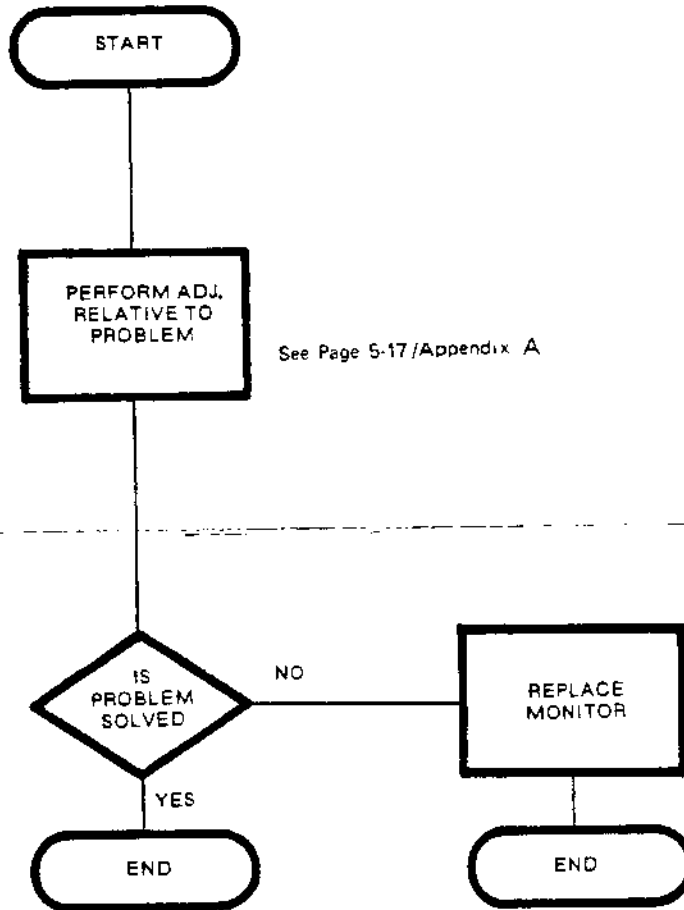 START
PERFORM ADJ.
RELATIVE TO
PROBLEM
See Page 5-17/Appendix A
IS
PROBLEM
SOLVED
NO
REPLACE
MONITOR
YES
END
END